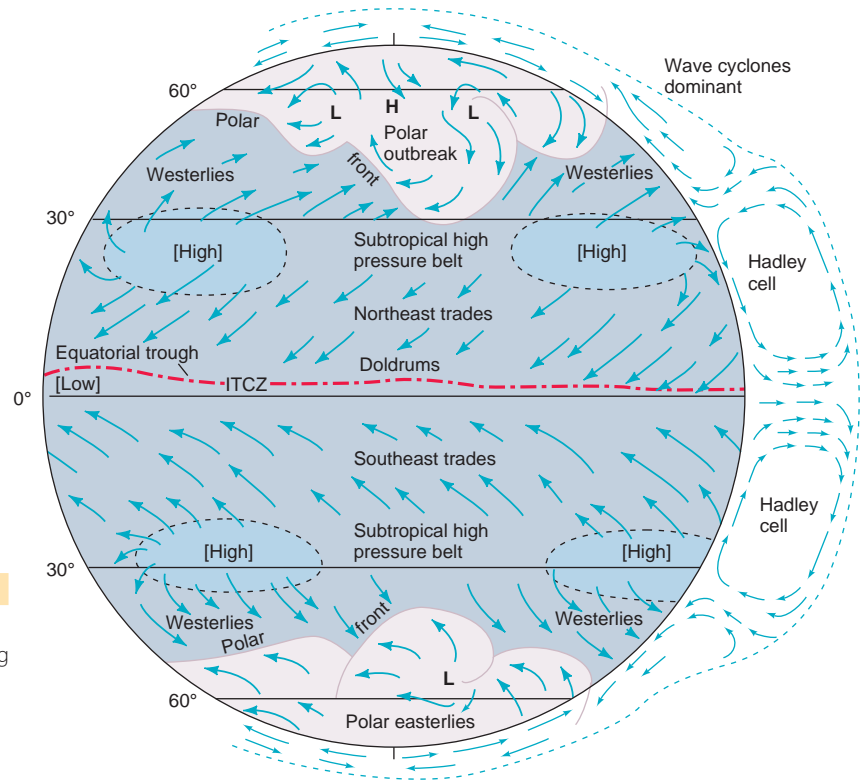 Wave cyclones
dominant
60°
L
H
L
Polar
Polar
outbreak
front
Westerlies
Westerlies
30°
[High]
Subtropical high
pressure belt
[High]
Hadley
cell
Northeast trades
Equatorial trough
Doldrums
[Low]
ITCZ
0°
Southeast trades
Hadley
cell
[High]
Subtropical high
pressure belt
[High]
30°
Westerlies
front
Westerlies
Polar
g
L
60°
Polar easterlies